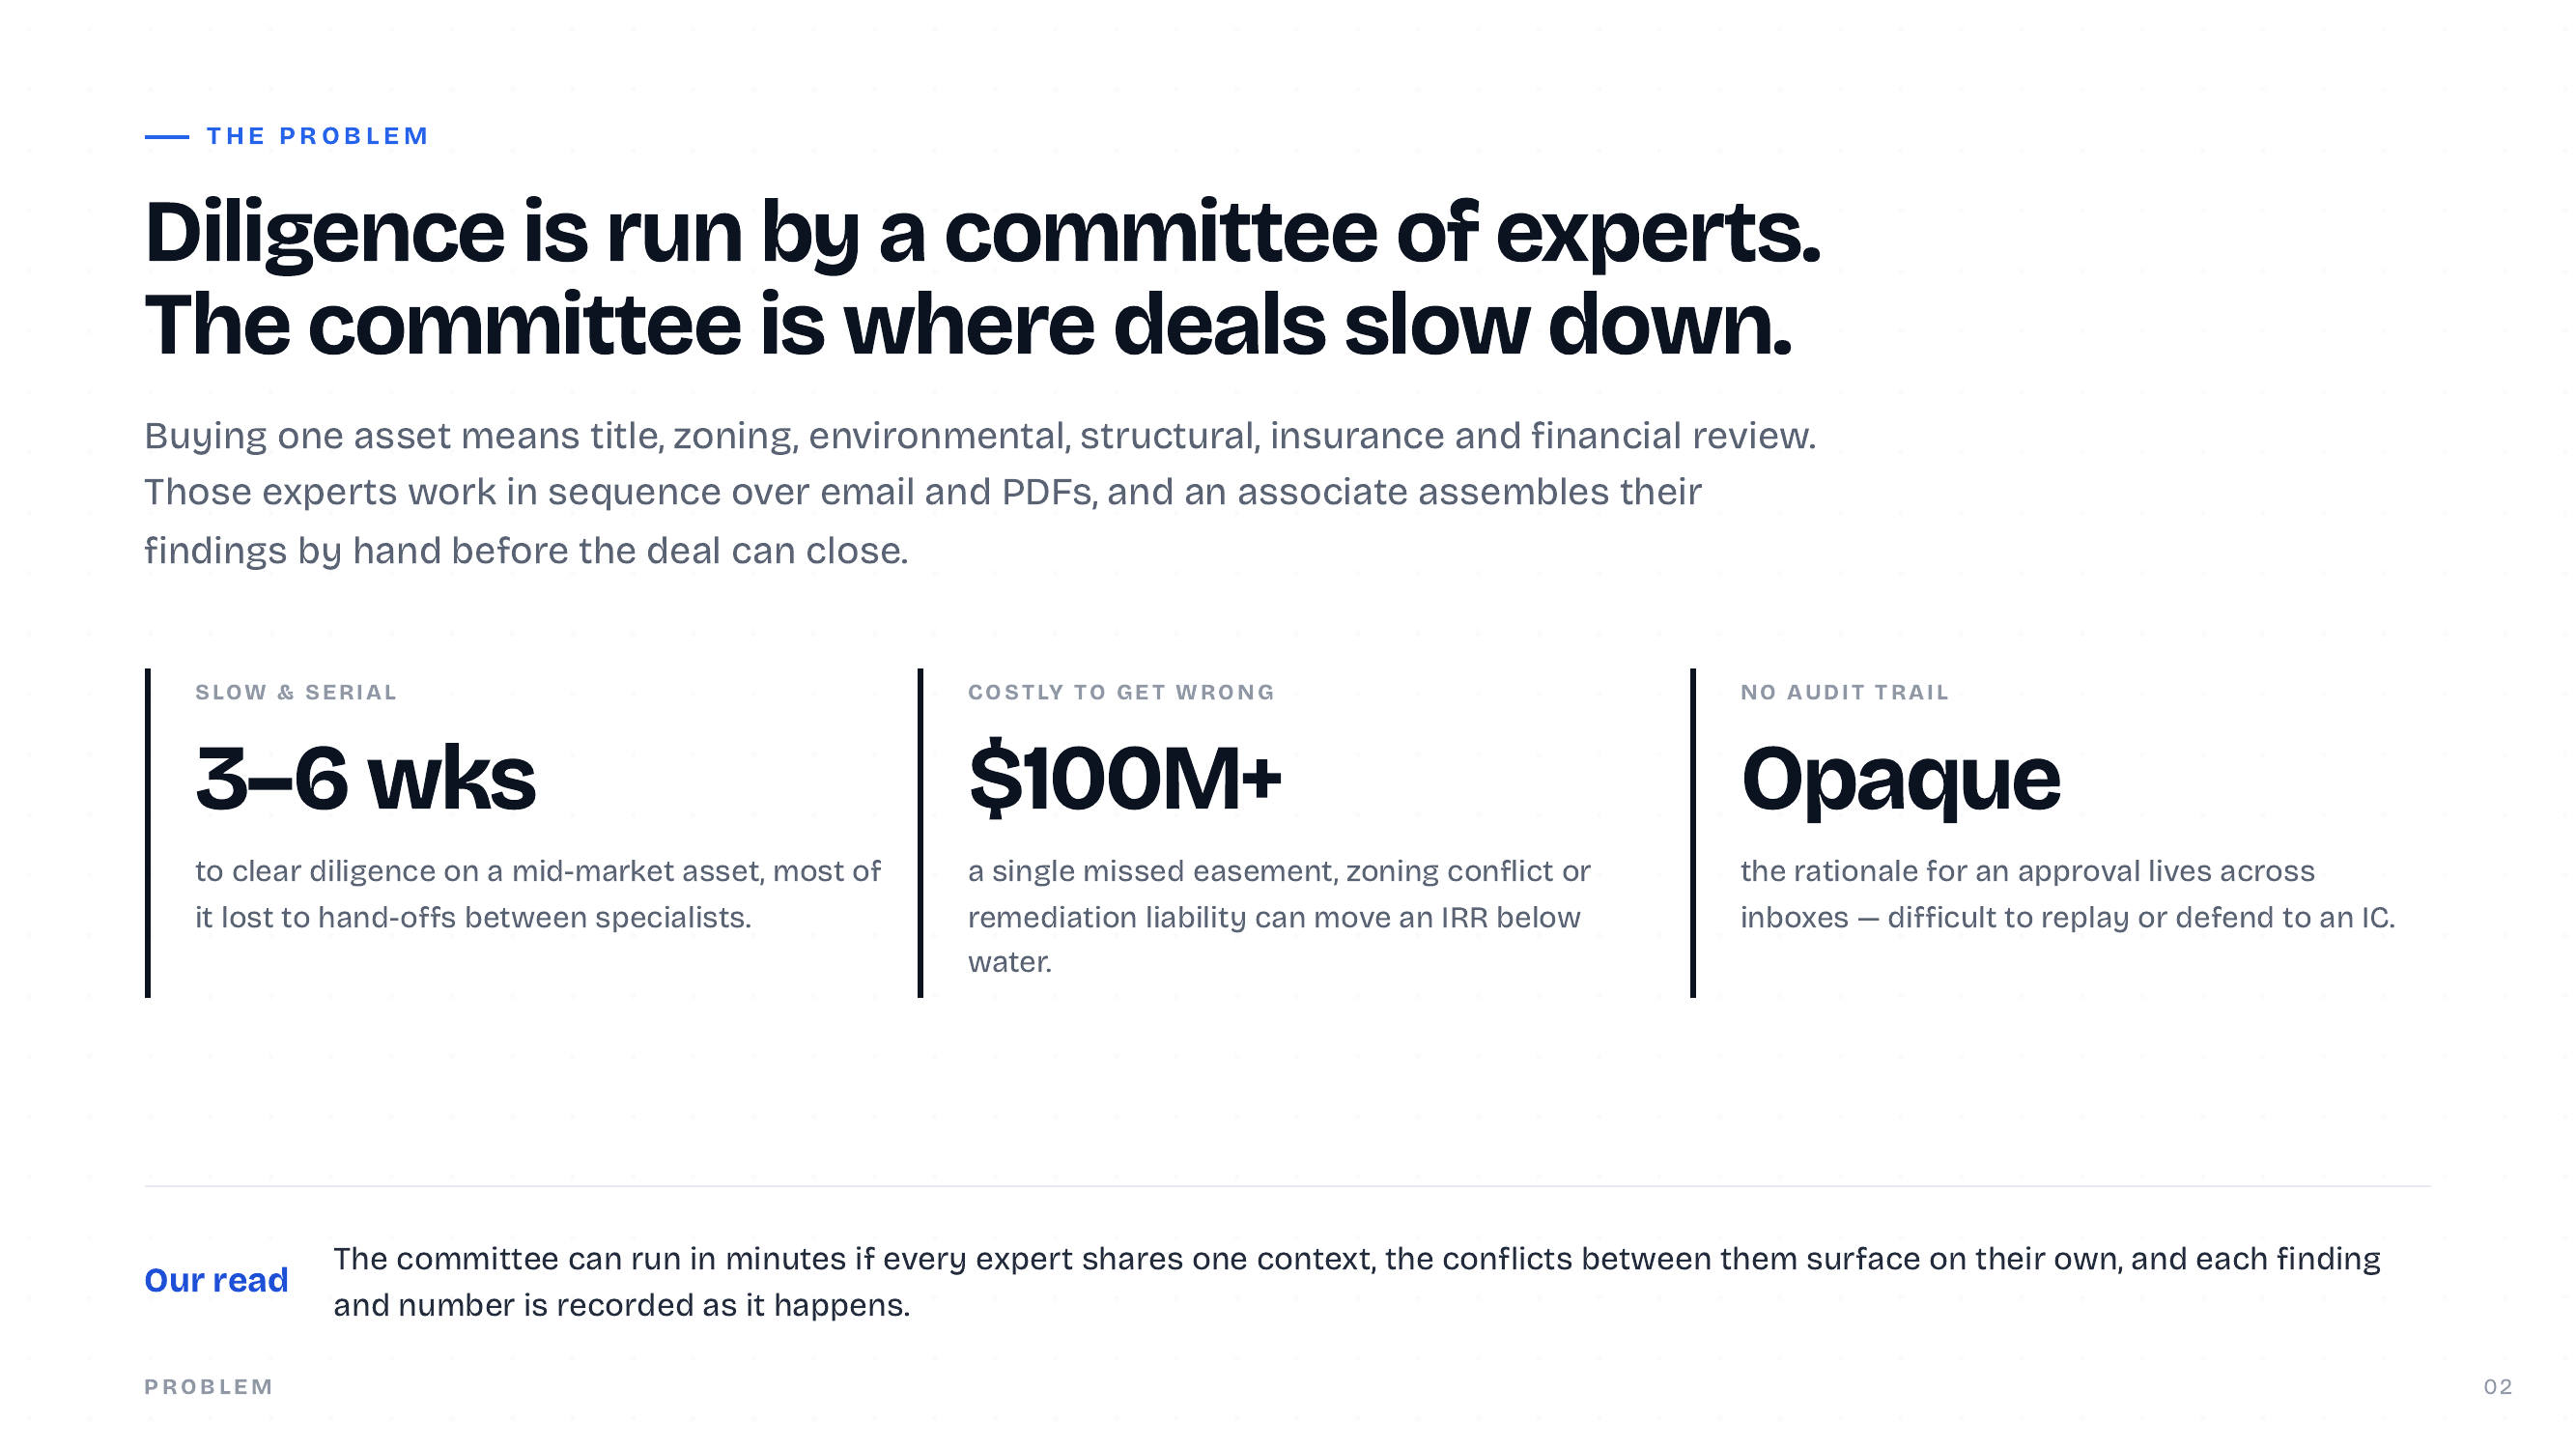 THE PROBLEM
Diligence is run by a committee of experts.
The committee is where deals slow down.
Buying one asset means title, zoning, environmental, structural, insurance and financial review.
Those experts work in sequence over email and PDFs, and an associate assembles their
findings by hand before the deal can close.
SLOW & SERIAL
3–6 wks
to clear diligence on a mid-market asset, most of
it lost to hand-offs between specialists.
COSTLY TO GET WRONG
$100M+
a single missed easement, zoning conflict or
remediation liability can move an IRR below
water.
NO AUDIT TRAIL
Opaque
the rationale for an approval lives across
inboxes — difficult to replay or defend to an IC.
Our read
The committee can run in minutes if every expert shares one context, the conflicts between them surface on their own, and each finding
and number is recorded as it happens.
PROBLEM
02